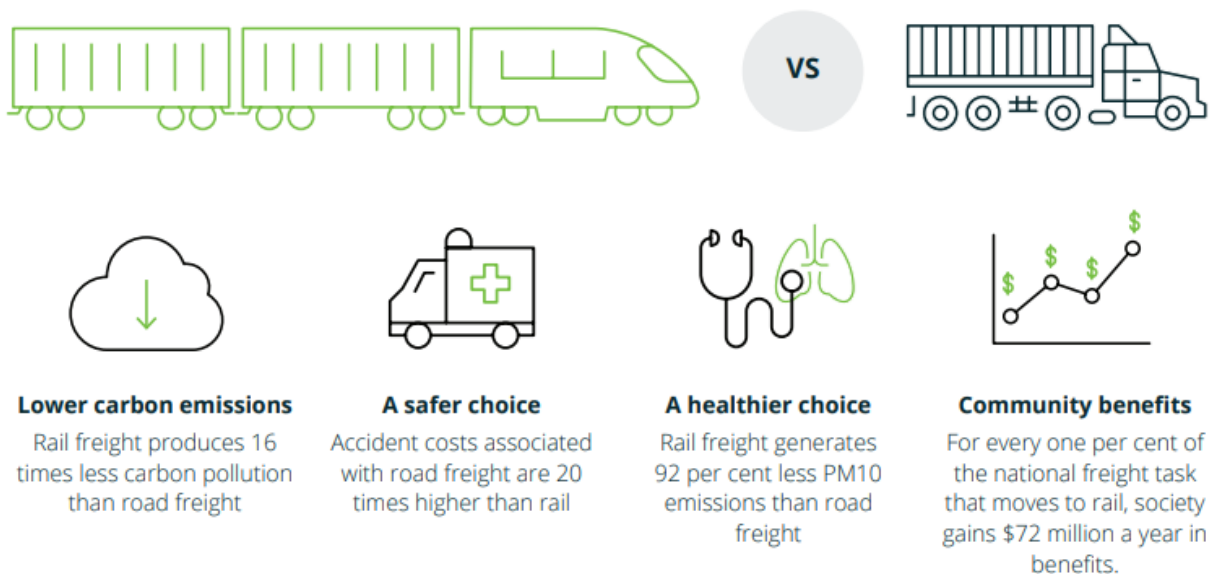 VS
Lower carbon emissions
Rail freight produces 16
times less carbon pollution
than road freight
A safer choice
Accident costs associated
with road freight are 20
times higher than rail
A healthier choice
Rail freight generates
92 per cent less PM10
emissions than road
freight
$
$
$
$
Community benefits
For every one per cent of
the national freight task
that moves to rail, society
gains $72 million a year in
benefits.